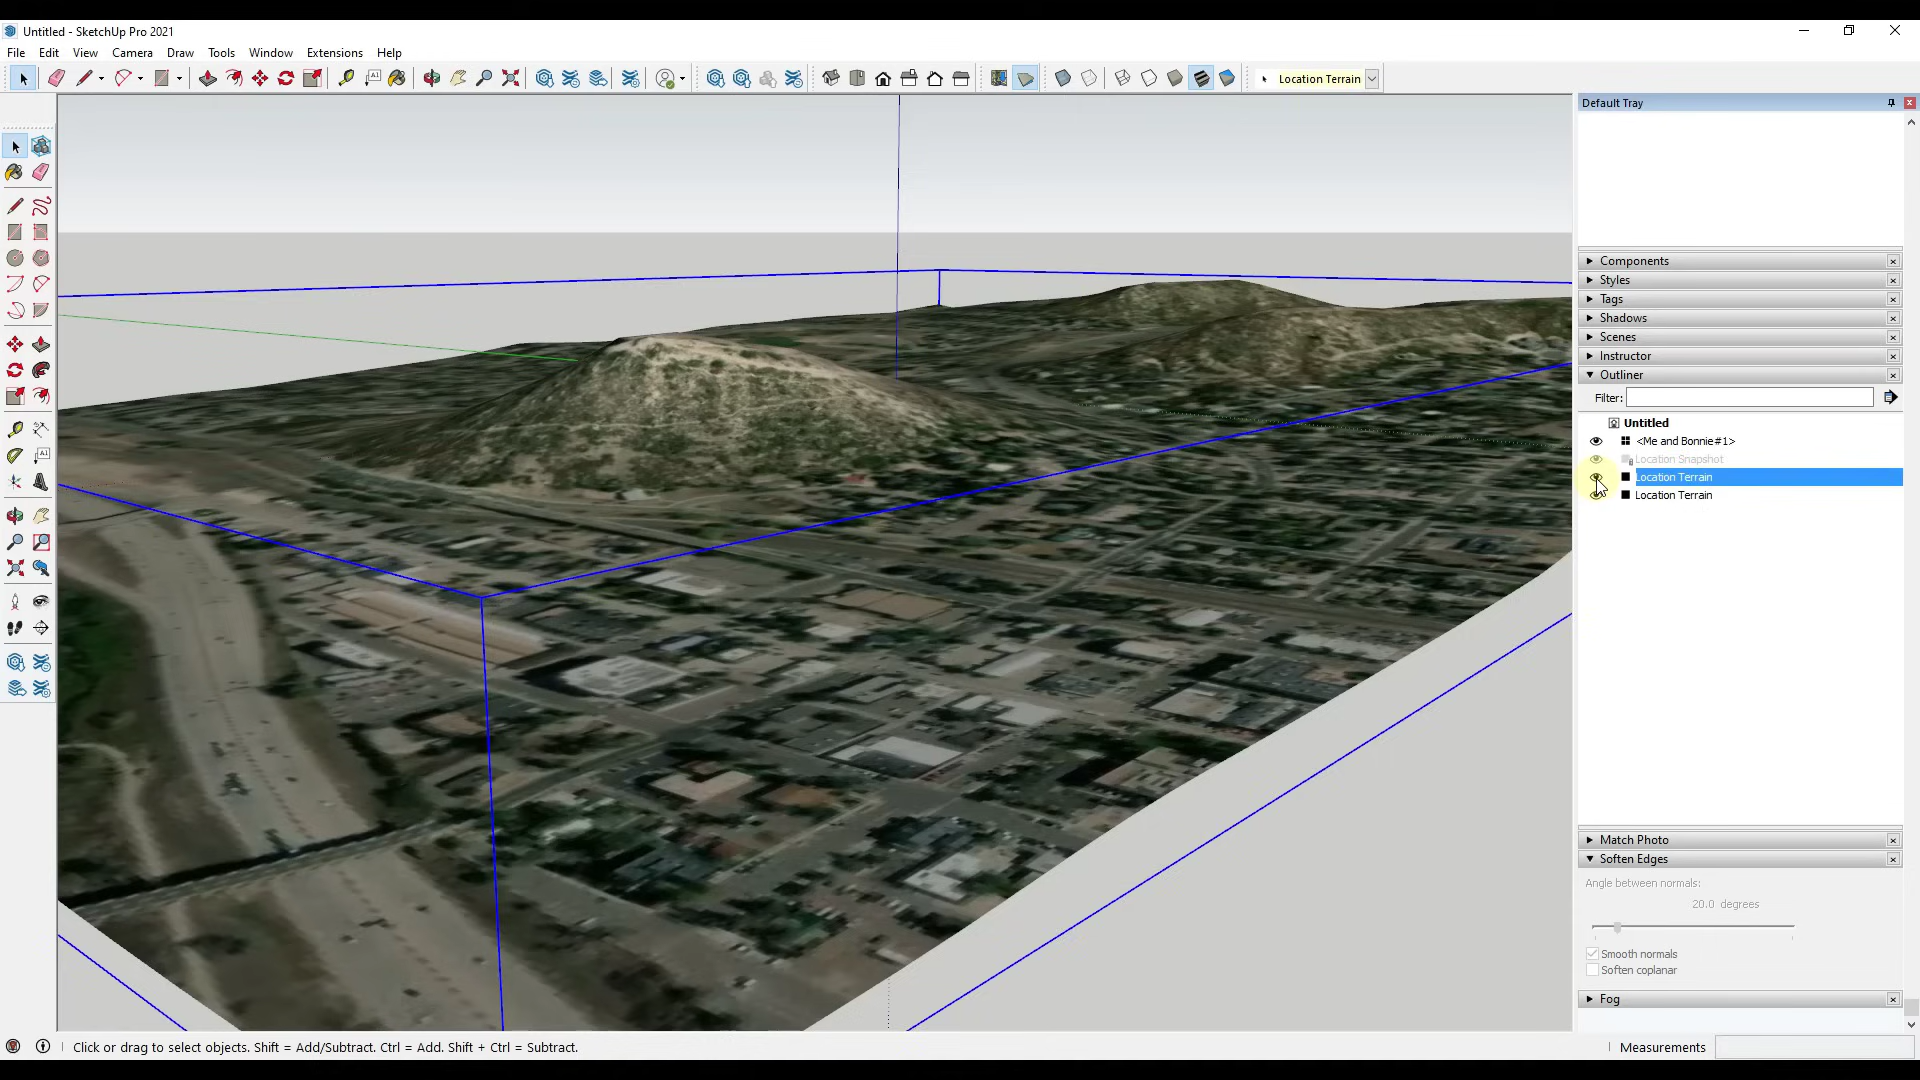 Untitled - SketchUp Pro 2021
File Edit View Camera Draw Tools Window Extensions Help
Location Terrain
Default Tray
Components
Styles
Tags
Shadows
Scenes
Instructor
Outliner
Filter:
Untitled
<Me and Bonnie#1>
Location Snapshot
Location Terrain
Location Terrain
Match Photo
Soften Edges
Angle between normals:
20.0 degrees
Smooth normals
Soften coplanar
Fog
Click or drag to select objects. Shift = Add/Subtract. Ctrl = Add. Shift + Ctrl = Subtract.
Measurements